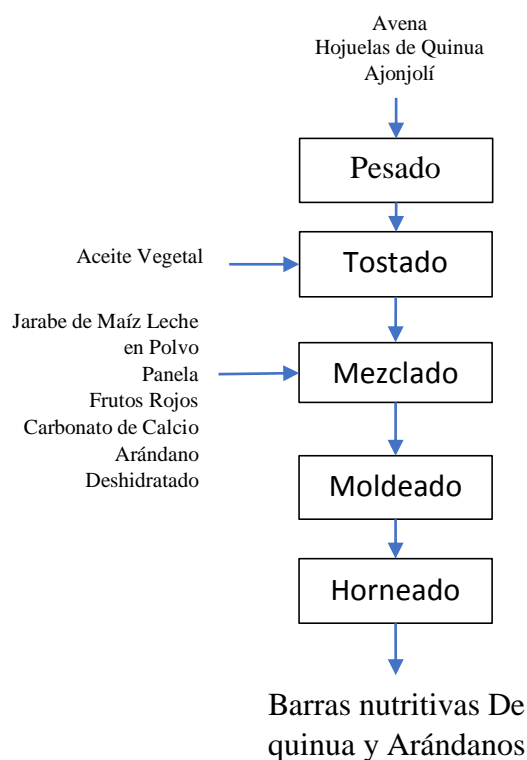 Avena
Hojuelas de Quinua
Ajonjolí
Pesado
Aceite Vegetal
Tostado
Jarabe de Maíz Leche
en Polvo
Panela
Frutos Rojos
Carbonato de Calcio
Arándano
Deshidratado
Mezclado
Moldeado
Horneado
Barras nutritivas De
quinua y Arándanos